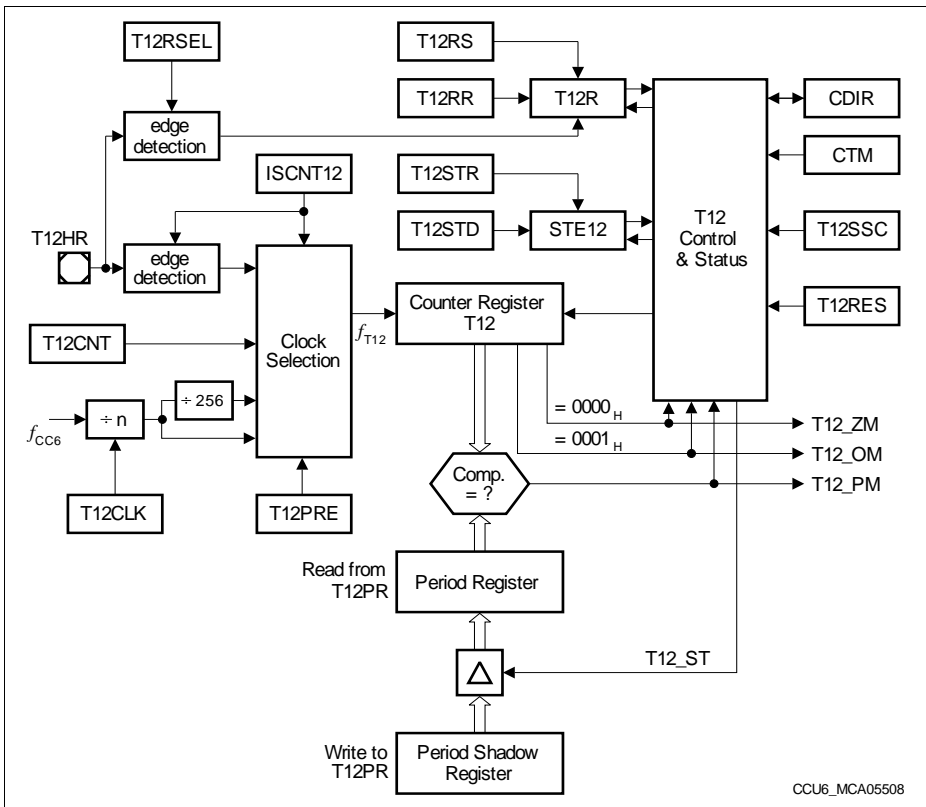 T12RSEL
T12RS
T12RR
T12R
CDIR
edge
detection
CTM
ISCNT12
T12STR
T12
Control
& Status
T12HR
T12STD
STE12
T12SSC
edge
detection
Counter Register
T12
T12RES
T12CNT
Clock
Selection
fT12
÷ 256
fCC6
÷ n
= 0000H
T12_ZM
= 0001H
T12_OM
Comp.
= ?
T12_PM
T12CLK
T12PRE
Read from
T12PR
Period Register
T12_ST
Δ
Write to
T12PR
Period Shadow
Register
CCU6_MCA05508